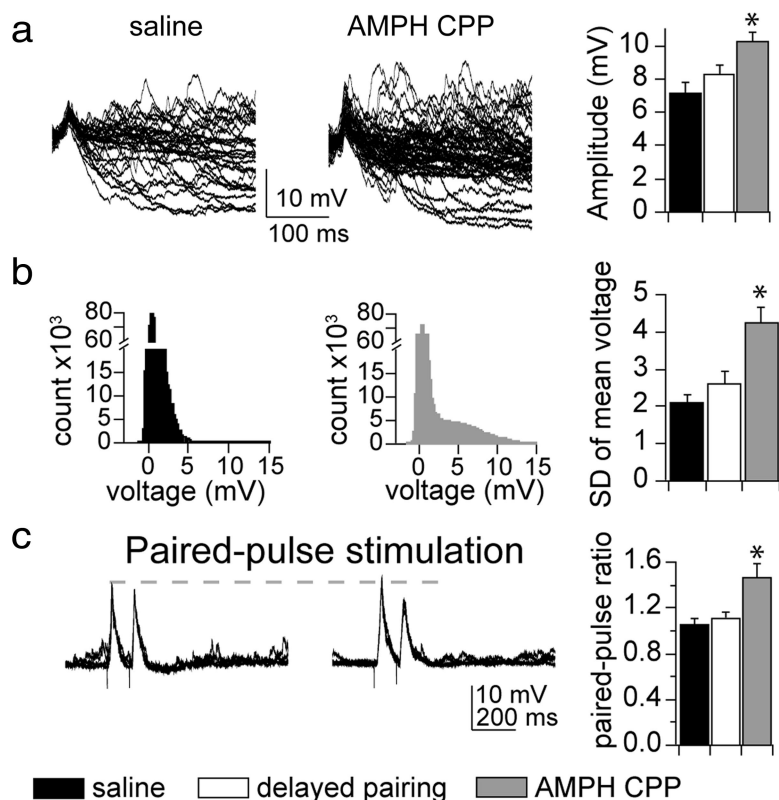 a
saline
AMPH CPP
10 mV
100 ms
Amplitude (mV)
10
8
6
4
2
0
*
b
count x10³
80
60
15
10
5
0
0 5 10 15
voltage (mV)
count x10³
80
60
15
10
5
0
0 5 10 15
voltage (mV)
SD of mean voltage
5
4
3
2
1
0
*
c
Paired-pulse stimulation
10 mV
200 ms
paired-pulse ratio
1.6
1.2
0.8
0.4
0.0
*
saline
delayed pairing
AMPH CPP